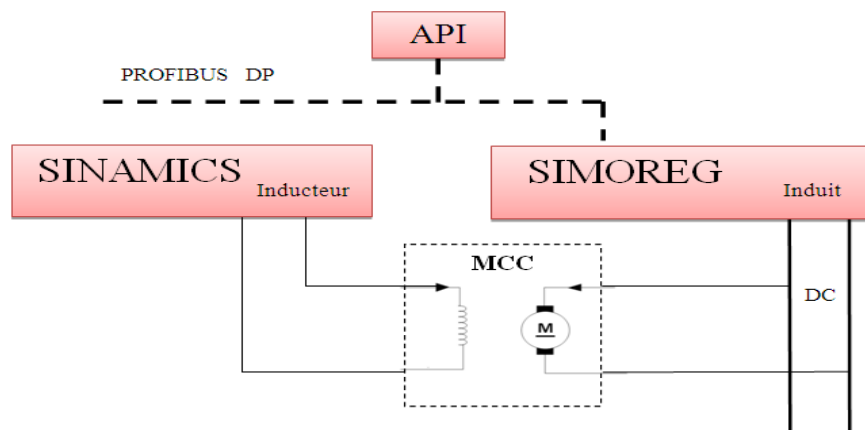 API
PROFIBUS DP
SINAMICS
Inducteur
SIMOREG
Induit
MCC
DC
M